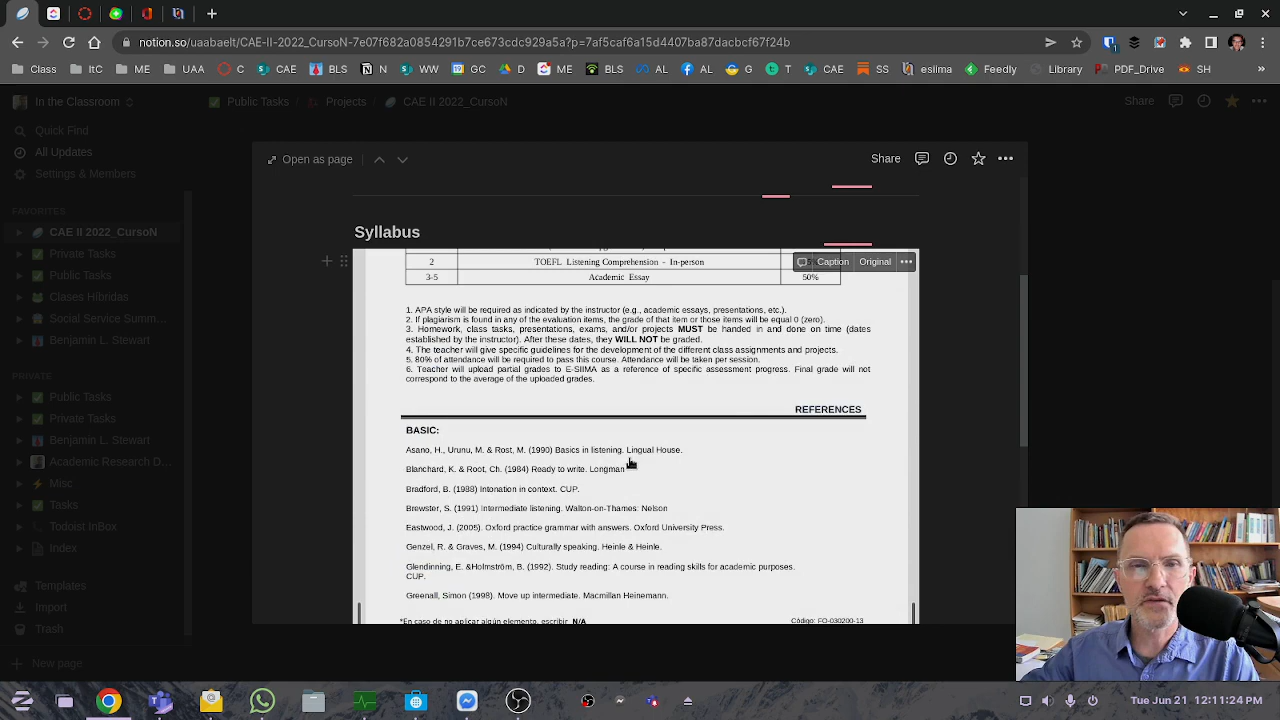 notion.so/uaabaelt/CAE-II-2022_CursoN-7e07f682a0854291b7ce673cdc929a5a?p=7af5caf6a15d4407ba87dacbcf67f24b
Class ItC ME UAA C CAE BLS N WW GC D ME BLS AL AL G T CAE SS esiima Feedly Library PDF_Drive SH »
In the Classroom
Public Tasks / Projects / CAE II 2022_CursoN
Share
Quick Find
All Updates
Settings & Members
FAVORITES
CAE II 2022_CursoN
Private Tasks
Public Tasks
Clases Híbridas
Social Service Summ…
Benjamin L. Stewart
PRIVATE
Public Tasks
Private Tasks
Benjamin L. Stewart
Academic Research D…
Misc
Tasks
Todoist InBox
Index
Templates
Import
Trash
New page
Open as page
Share
Syllabus
Caption Original
2 TOEFL Listening Comprehension - In-person
3-5 Academic Essay 50%
1. APA style will be required as indicated by the instructor (e.g., academic essays, presentations, etc.).
2. If plagiarism is found in any of the evaluation items, the grade of that item or those items will be equal 0 (zero).
3. Homework, class tasks, presentations, exams, and/or projects MUST be handed in and done on time (dates
established by the instructor). After these dates, they WILL NOT be graded.
4. The teacher will give specific guidelines for the development of the different class assignments and projects.
5. 80% of attendance will be required to pass this course. Attendance will be taken per session.
6. Teacher will upload partial grades to E-SIIMA as a reference of specific assessment progress. Final grade will not
correspond to the average of the uploaded grades.
REFERENCES
BASIC:
Asano, H., Urunu, M. & Rost, M. (1990) Basics in listening. Lingual House.
Blanchard, K. & Root, Ch. (1984) Ready to write. Longman
Bradford, B. (1988) Intonation in context. CUP.
Brewster, S. (1991) Intermediate listening. Walton-on-Thames: Nelson
Eastwood, J. (2005). Oxford practice grammar with answers. Oxford University Press.
Genzel, R. & Graves, M. (1994) Culturally speaking. Heinle & Heinle.
Glendinning, E. &Holmström, B. (1992). Study reading: A course in reading skills for academic purposes.
CUP.
Greenall, Simon (1998). Move up intermediate. Macmillan Heinemann.
*En caso de no aplicar algún elemento, escribir N/A
Código: FO-030200-13
Tue Jun 21 12:11:24 PM